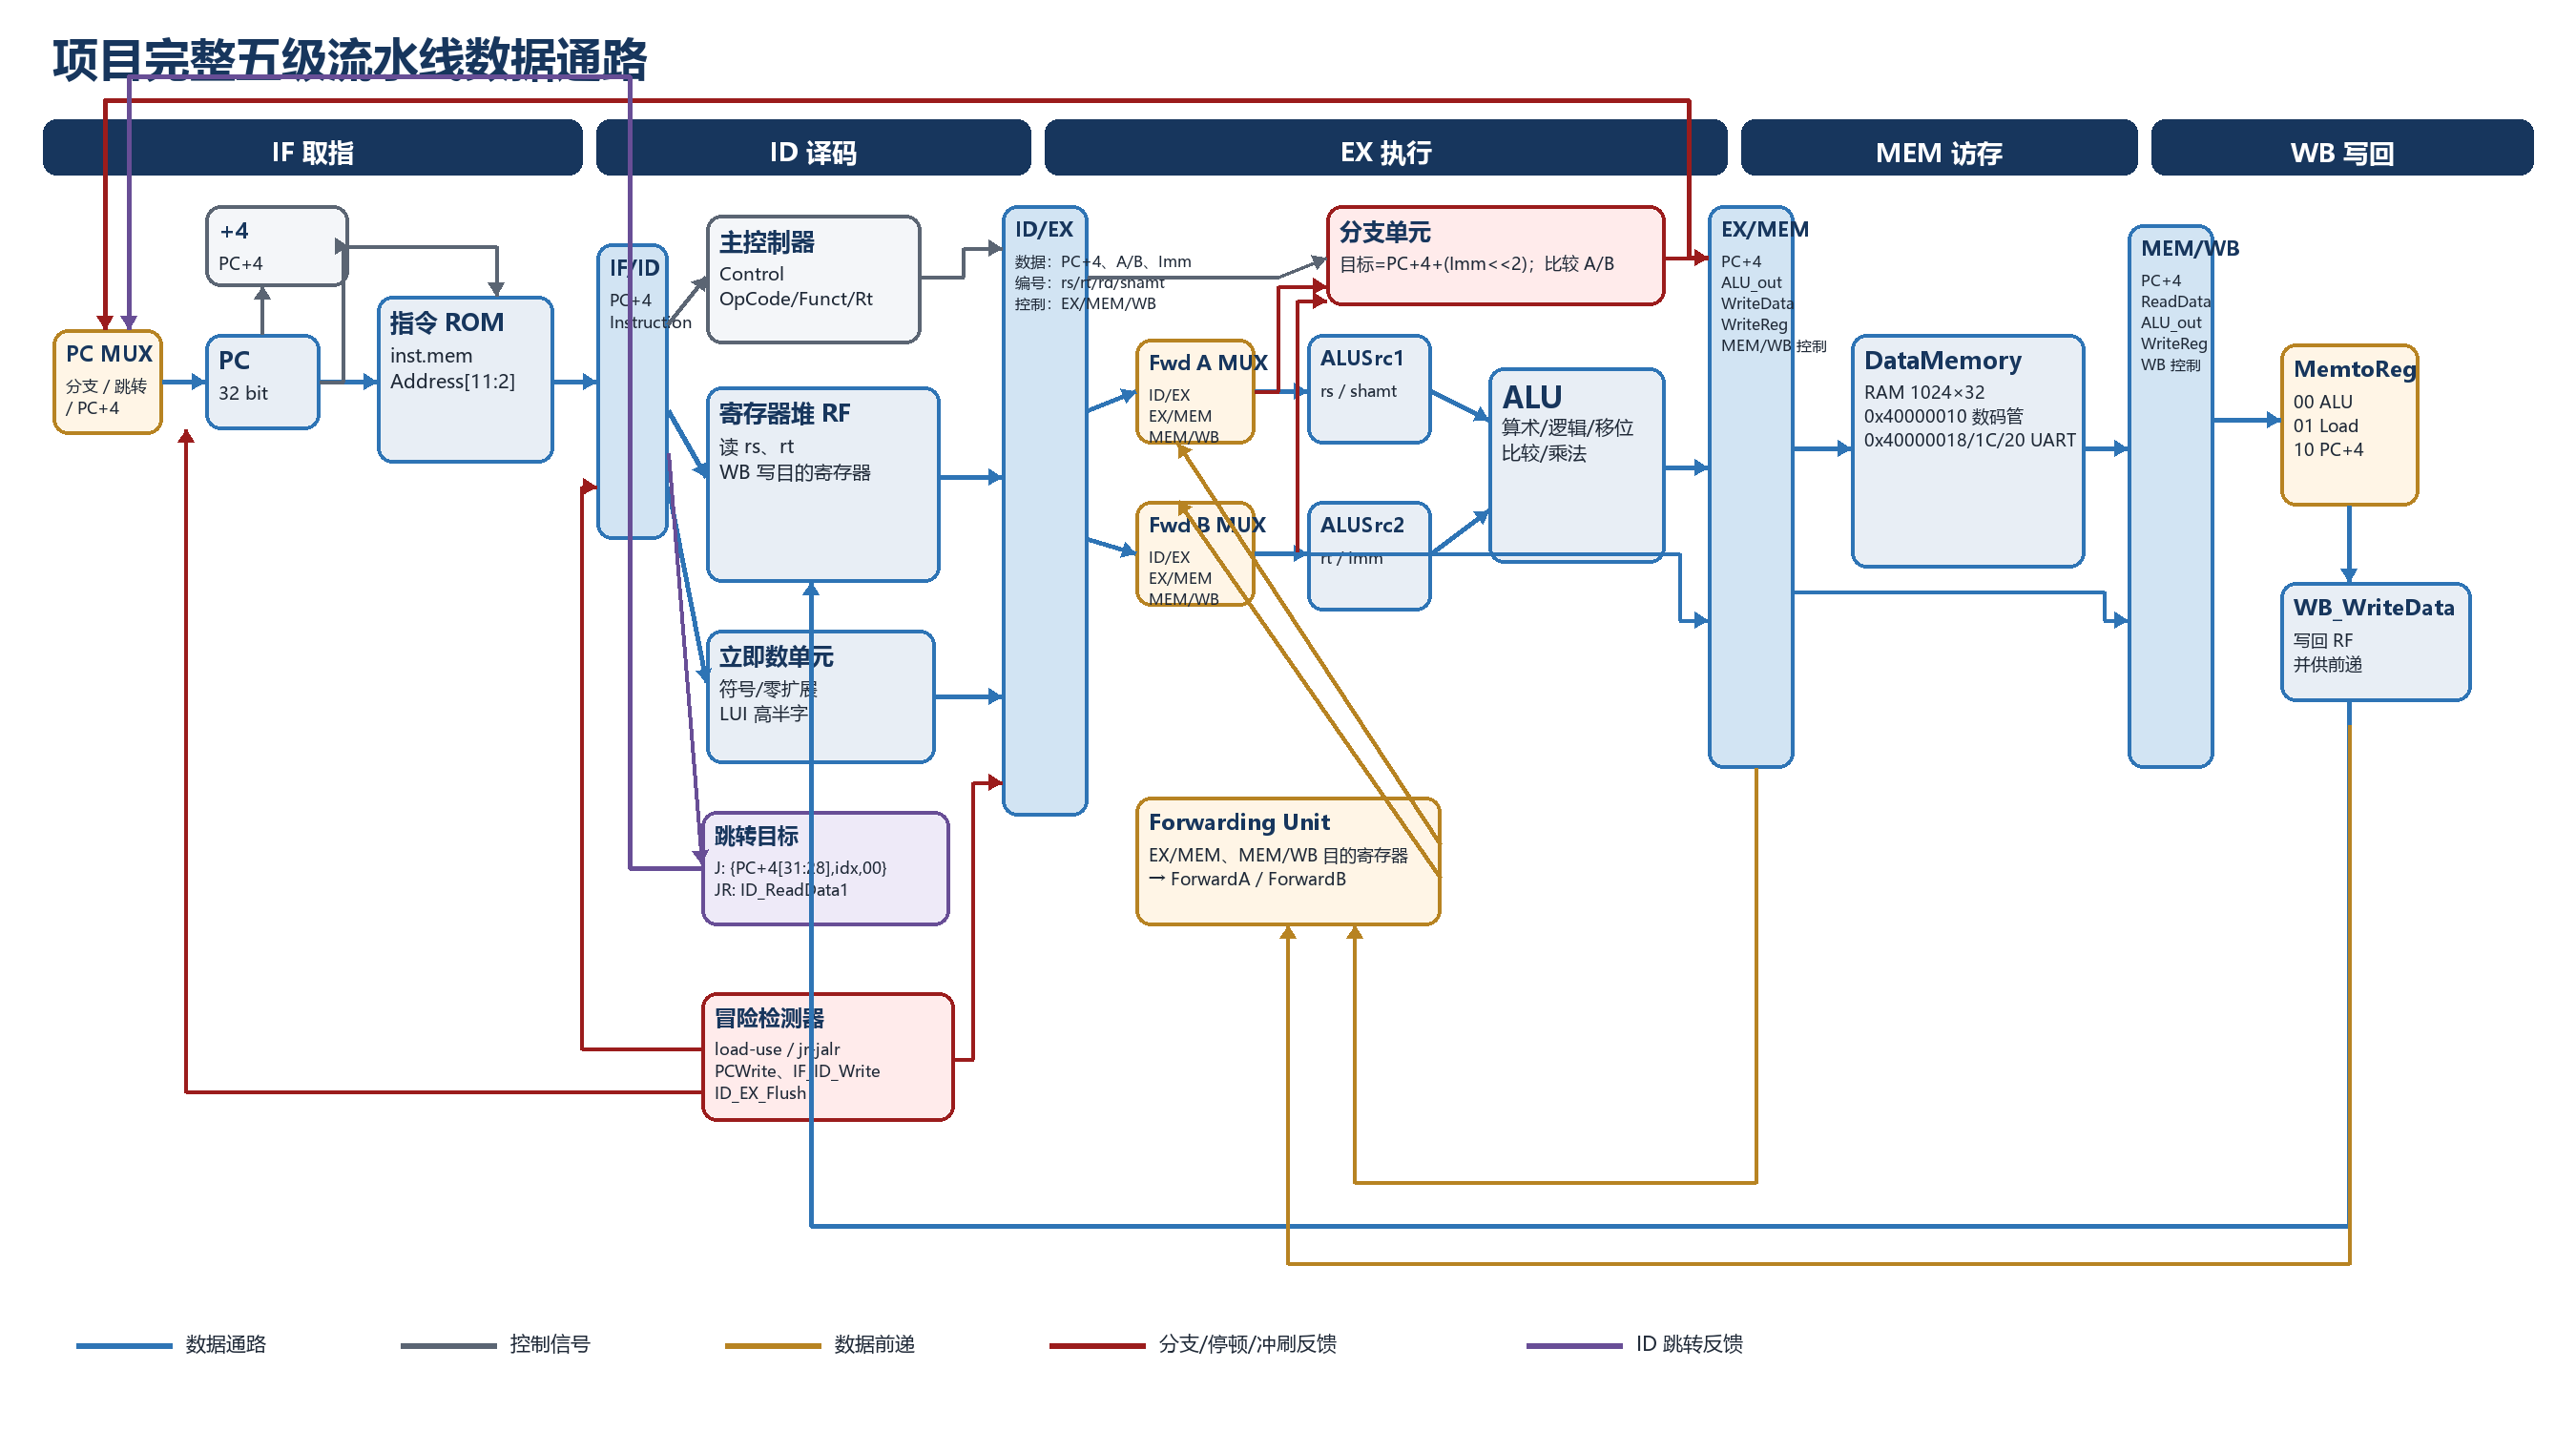 项目完整五级流水线数据通路
IF 取指
ID 译码
EX 执行
MEM 访存
WB 写回
+4
PC+4
PC MUX
分支 / 跳转
/ PC+4
PC
32 bit
指令 ROM
inst.mem
Address[11:2]
IF/ID
PC+4
Instruction
主控制器
Control
OpCode/Funct/Rt
寄存器堆 RF
读 rs、rt
WB 写目的寄存器
立即数单元
符号/零扩展
LUI 高半字
跳转目标
J: {PC+4[31:28],idx,00}
JR: ID_ReadData1
冒险检测器
load-use / jr-jalr
PCWrite、IF_ID_Write
ID_EX_Flush
ID/EX
数据：PC+4、A/B、Imm
编号：rs/rt/rd/shamt
控制：EX/MEM/WB
分支单元
目标=PC+4+(Imm<<2)；比较 A/B
Fwd A MUX
ID/EX
EX/MEM
MEM/WB
ALUSrc1
rs / shamt
Fwd B MUX
ID/EX
EX/MEM
MEM/WB
ALUSrc2
rt / imm
ALU
算术/逻辑/移位
比较/乘法
Forwarding Unit
EX/MEM、MEM/WB 目的寄存器
→ ForwardA / ForwardB
EX/MEM
PC+4
ALU_out
WriteData
WriteReg
MEM/WB 控制
DataMemory
RAM 1024×32
0x40000010 数码管
0x40000018/1C/20 UART
MEM/WB
PC+4
ReadData
ALU_out
WriteReg
WB 控制
MemtoReg
00 ALU
01 Load
10 PC+4
WB_WriteData
写回 RF
并供前递
数据通路
控制信号
数据前递
分支/停顿/冲刷反馈
ID 跳转反馈